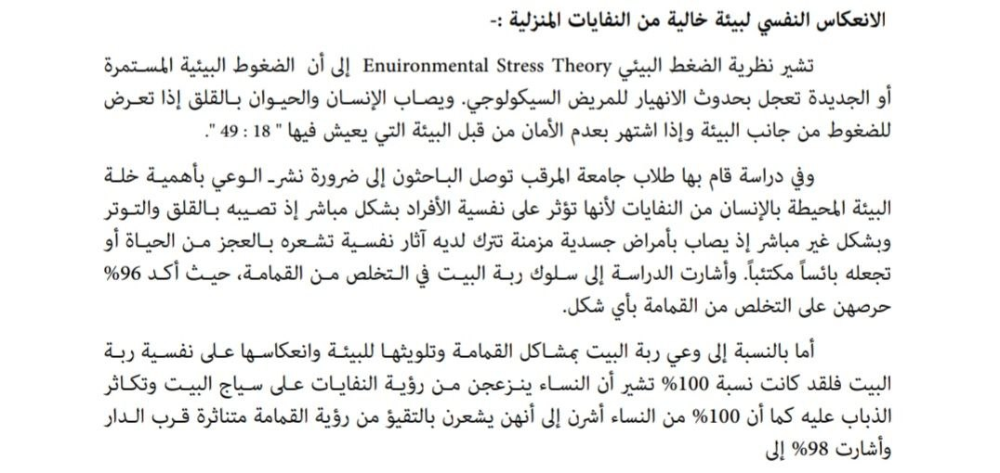 الانعكاس النفسي لبيئة خالية من النفايات المنزلية :-
تشير نظرية الضغط البيئي Enuironmental Stress Theory إلى أن الضغوط البيئية المستمرة
أو الجديدة تعجل بحدوث الانهيار للمريض السيكولوجي. ويصاب الإنسان والحيوان بالقلق إذا تعرض
للضغوط من جانب البيئة وإذا اشتهر بعدم الأمان من قبل البيئة التي يعيش فيها " 18 : 49 ".
وفي دراسة قام بها طلاب جامعة المرقب توصل الباحثون إلى ضرورة نشر الوعي بأهمية خلة
البيئة المحيطة بالإنسان من النفايات لأنها تؤثر على نفسية الأفراد بشكل مباشر إذ تصيبه بالقلق والتوتر
وبشكل غير مباشر إذ يصاب بأمراض جسدية مزمنة تترك لديه آثار نفسية تشعره بالعجز من الحياة أو
تجعله بائساً مكتئباً. وأشارت الدراسة إلى سلوك ربة البيت في التخلص من القمامة، حيث أكد 96%
حرصهن على التخلص من القمامة بأي شكل.
أما بالنسبة إلى وعي ربة البيت بمشاكل القمامة وتلويثها للبيئة وانعكاسها على نفسية ربة
البيت فلقد كانت نسبة 100% تشير أن النساء ينزعجن من رؤية النفايات على سياج البيت وتكاثر
الذباب عليه كما أن 100% من النساء أشرن إلى أنهن يشعرن بالتقيؤ من رؤية القمامة متناثرة قرب الدار
وأشارت 98% إلى